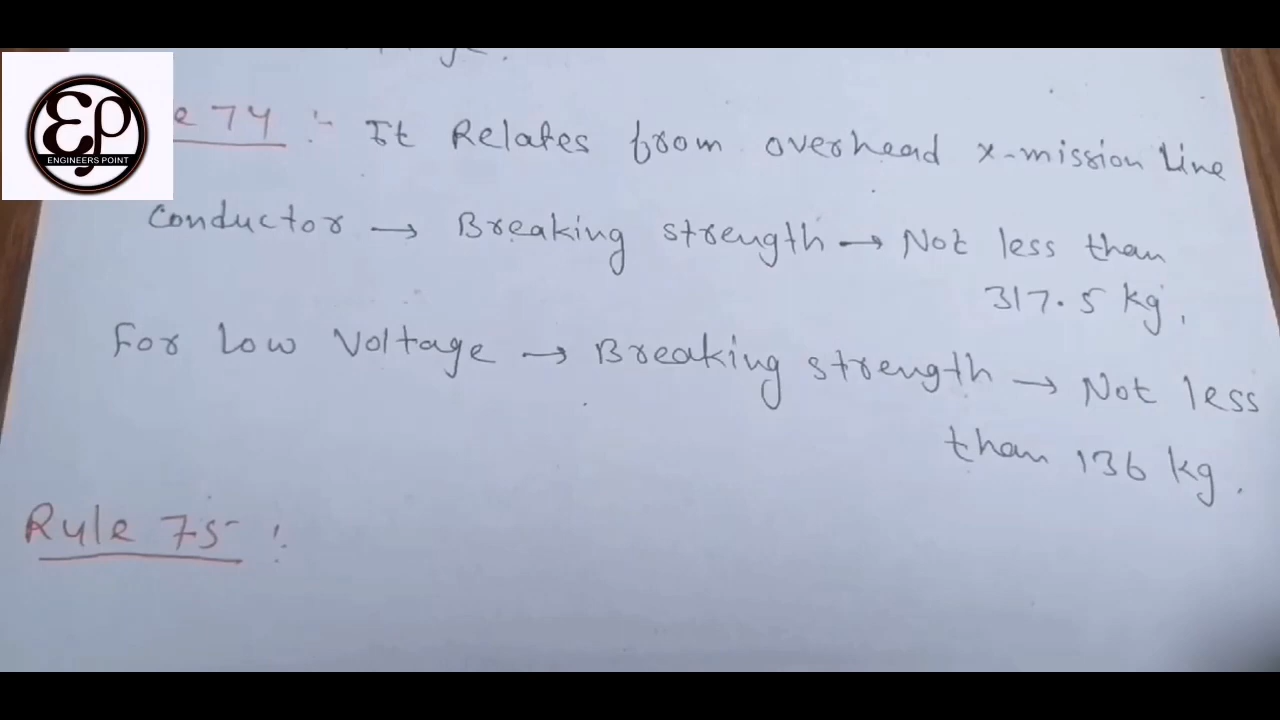 EP
ENGINEERS POINT
e 74 :- It Relates from overhead x-mission Line
Conductor → Breaking strength → Not less than
317.5 kg.
For Low Voltage → Breaking strength → Not less
than 136 kg.
Rule 75 :